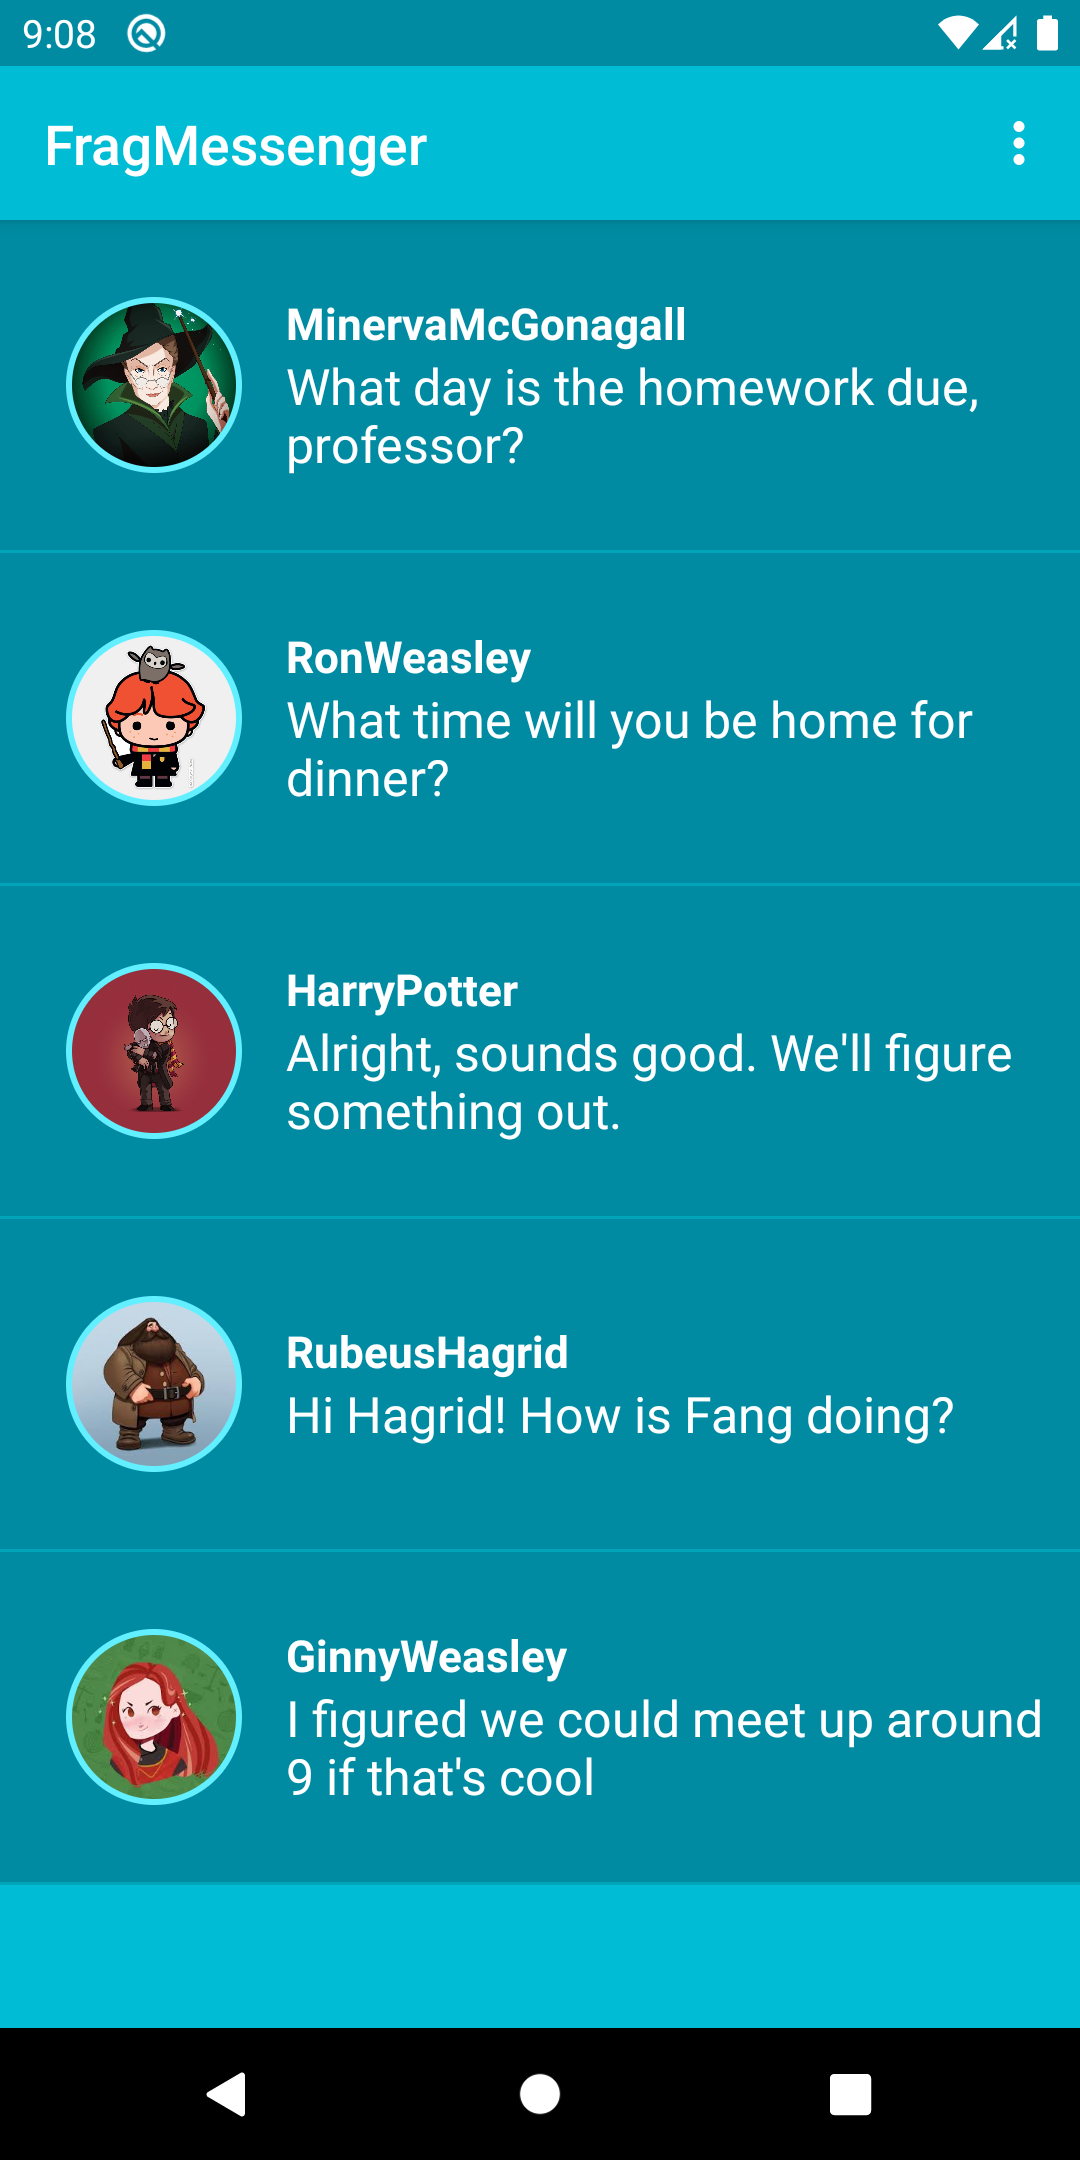 9:08
FragMessenger
MinervaMcGonagall
What day is the homework due,
professor?
RonWeasley
What time will you be home for
dinner?
HarryPotter
Alright, sounds good. We'll figure
something out.
RubeusHagrid
Hi Hagrid! How is Fang doing?
GinnyWeasley
I figured we could meet up around
9 if that's cool